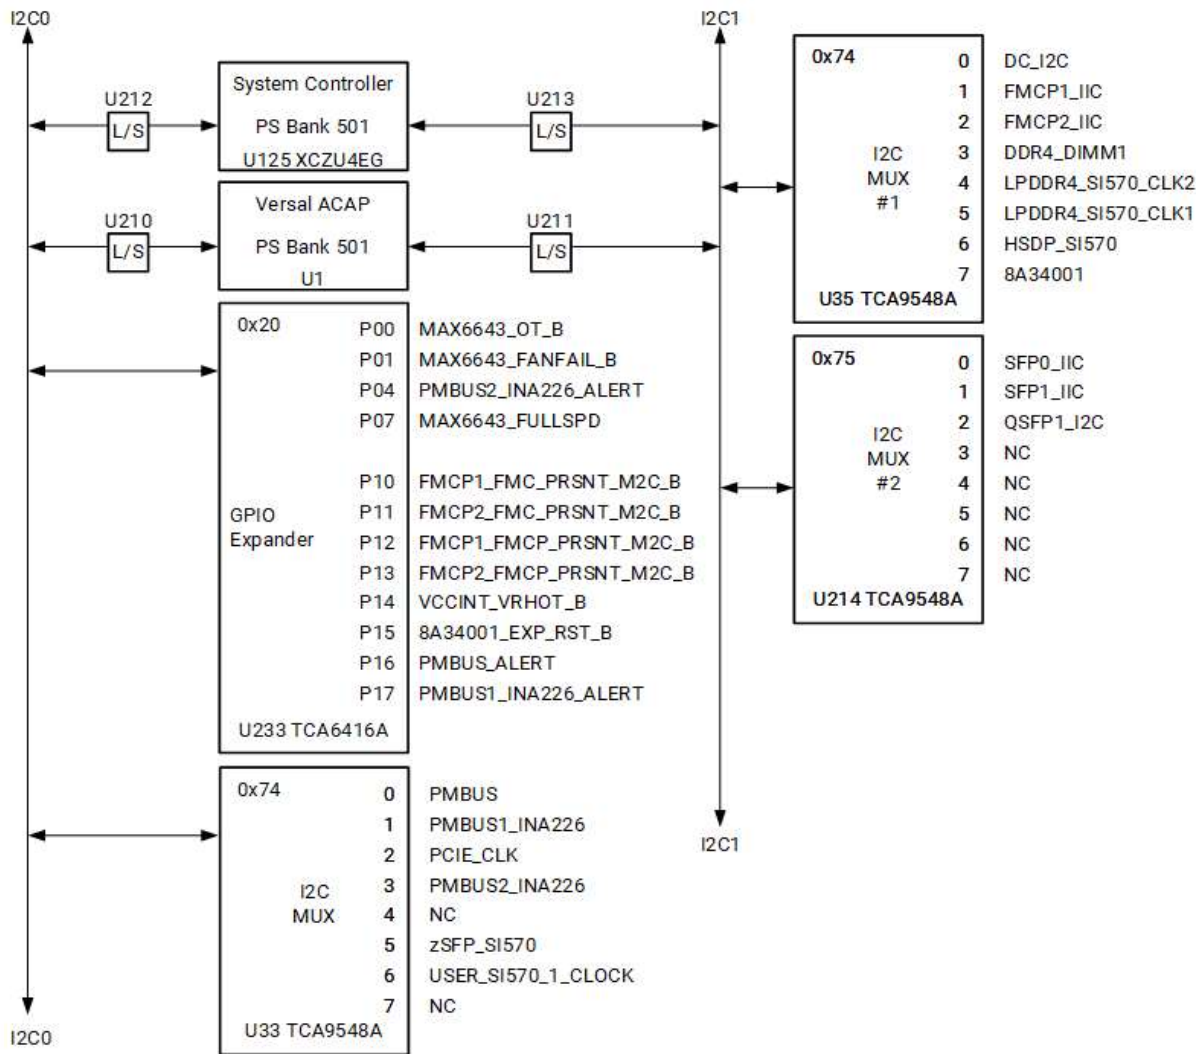 I2C0
I2C1
U212
L/S
System Controller
PS Bank 501
U125 XCZU4EG
U213
L/S
U210
L/S
Versal ACAP
PS Bank 501
U1
U211
L/S
0x20
P00 MAX6643_OT_B
P01 MAX6643_FANFAIL_B
P04 PMBUS2_INA226_ALERT
P07 MAX6643_FULLSPD
P10 FMCP1_FMC_PRSNT_M2C_B
P11 FMCP2_FMC_PRSNT_M2C_B
GPIO
Expander
P12 FMCP1_FMCP_PRSNT_M2C_B
P13 FMCP2_FMCP_PRSNT_M2C_B
P14 VCCINT_VRHOT_B
P15 8A34001_EXP_RST_B
P16 PMBUS_ALERT
P17 PMBUS1_INA226_ALERT
U233 TCA6416A
0x74
0 PMBUS
1 PMBUS1_INA226
2 PCIE_CLK
I2C
MUX
3 PMBUS2_INA226
4 NC
5 zSFP_SI570
6 USER_SI570_1_CLOCK
7 NC
U33 TCA9548A
I2C0
0x74
0 DC_I2C
1 FMCP1_IIC
2 FMCP2_IIC
I2C
MUX
#1
3 DDR4_DIMM1
4 LPDDR4_SI570_CLK2
5 LPDDR4_SI570_CLK1
6 HSDP_SI570
7 8A34001
U35 TCA9548A
0x75
0 SFP0_IIC
1 SFP1_IIC
2 QSFP1_I2C
I2C
MUX
#2
3 NC
4 NC
5 NC
6 NC
7 NC
U214 TCA9548A
I2C1